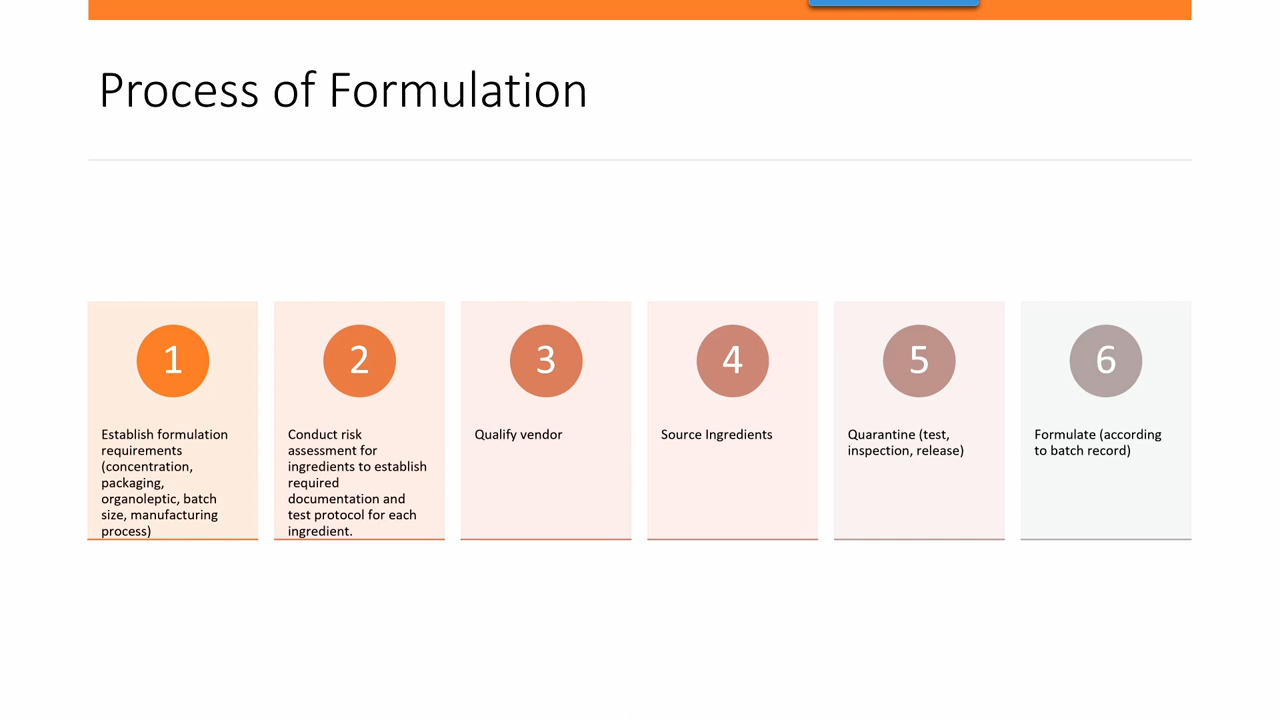 Process of Formulation
1
Establish formulation
requirements
(concentration,
packaging,
organoleptic, batch
size, manufacturing
process)
2
Conduct risk
assessment for
ingredients to establish
required
documentation and
test protocol for each
ingredient.
3
Qualify vendor
4
Source Ingredients
5
Quarantine (test,
inspection, release)
6
Formulate (according
to batch record)